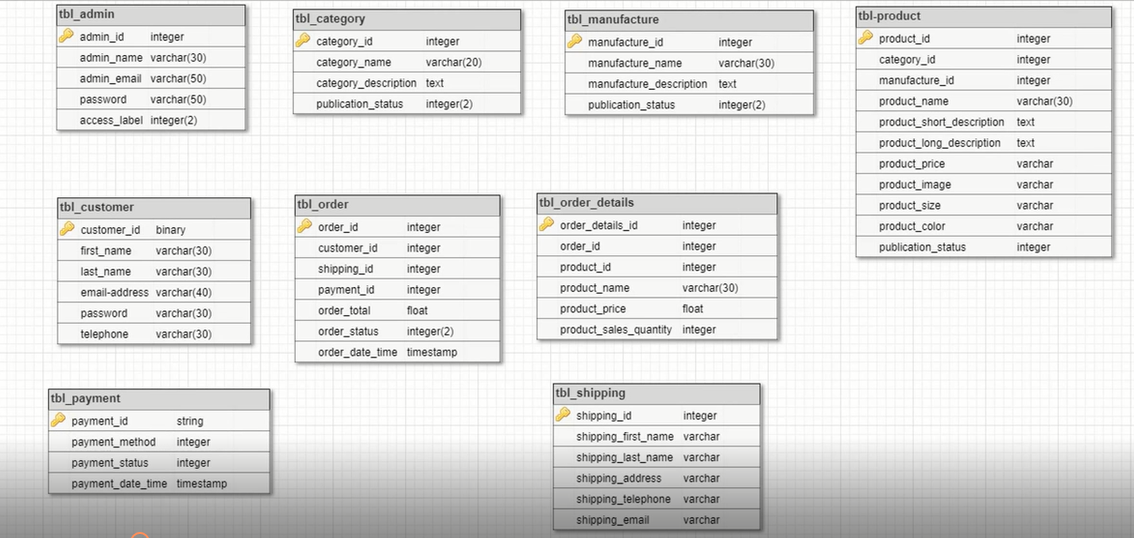 tbl_admin
admin_id integer
admin_name varchar(30)
admin_email varchar(50)
password varchar(50)
access_label integer(2)
tbl_category
category_id integer
category_name varchar(20)
category_description text
publication_status integer(2)
tbl_manufacture
manufacture_id integer
manufacture_name varchar(30)
manufacture_description text
publication_status integer(2)
tbl-product
product_id integer
category_id integer
manufacture_id integer
product_name varchar(30)
product_short_description text
product_long_description text
product_price varchar
product_image varchar
product_size varchar
product_color varchar
publication_status integer
tbl_customer
customer_id binary
first_name varchar(30)
last_name varchar(30)
email-address varchar(40)
password varchar(30)
telephone varchar(30)
tbl_order
order_id integer
customer_id integer
shipping_id integer
payment_id integer
order_total float
order_status integer(2)
order_date_time timestamp
tbl_order_details
order_details_id integer
order_id integer
product_id integer
product_name varchar(30)
product_price float
product_sales_quantity integer
tbl_payment
payment_id string
payment_method integer
payment_status integer
payment_date_time timestamp
tbl_shipping
shipping_id integer
shipping_first_name varchar
shipping_last_name varchar
shipping_address varchar
shipping_telephone varchar
shipping_email varchar